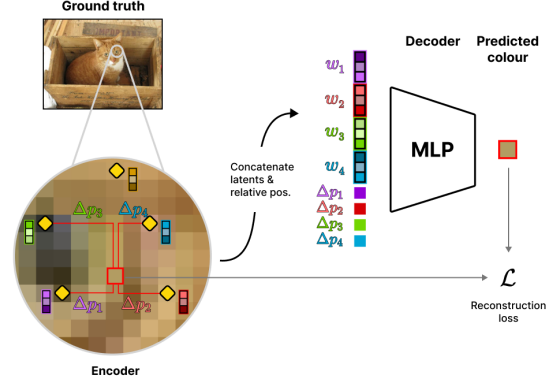 Ground truth
Decoder
Predicted
colour
w₁
w₂
w₃
w₄
Δp₁
Δp₂
Δp₃
Δp₄
MLP
Concatenate
latents &
relative pos.
Δp₃
Δp₄
Δp₁
Δp₂
ℒ
Reconstruction
loss
Encoder